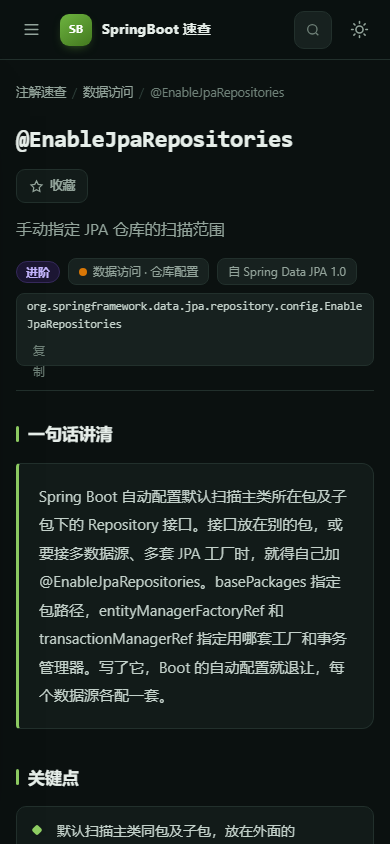 SB SpringBoot 速查
注解速查 / 数据访问 / @EnableJpaRepositories
@EnableJpaRepositories
收藏
手动指定 JPA 仓库的扫描范围
进阶 数据访问 · 仓库配置 自 Spring Data JPA 1.0
org.springframework.data.jpa.repository.config.Enable
JpaRepositories
复
制
一句话讲清
Spring Boot 自动配置默认扫描主类所在包及子
包下的 Repository 接口。接口放在别的包，或
要接多数据源、多套 JPA 工厂时，就得自己加
@EnableJpaRepositories。basePackages 指定
包路径，entityManagerFactoryRef 和
transactionManagerRef 指定用哪套工厂和事务
管理器。写了它，Boot 的自动配置就退让，每
个数据源各配一套。
关键点
默认扫描主类同包及子包，放在外面的